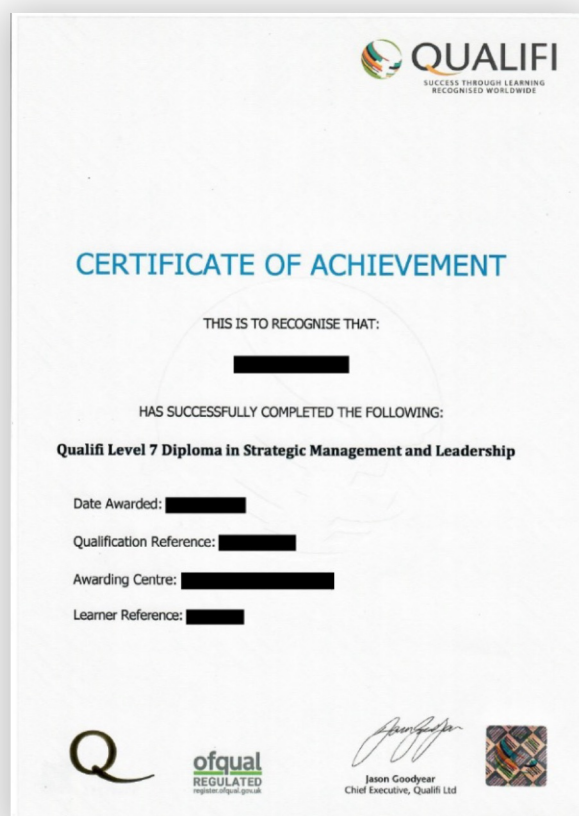 QUALIFI
SUCCESS THROUGH LEARNING
RECOGNISED WORLDWIDE
CERTIFICATE OF ACHIEVEMENT
THIS IS TO RECOGNISE THAT:
HAS SUCCESSFULLY COMPLETED THE FOLLOWING:
Qualifi Level 7 Diploma in Strategic Management and Leadership
Date Awarded:
Qualification Reference:
Awarding Centre:
Learner Reference:
Q
ofqual
REGULATED
register.ofqual.gov.uk
Jason Goodyear
Chief Executive, Qualifi Ltd